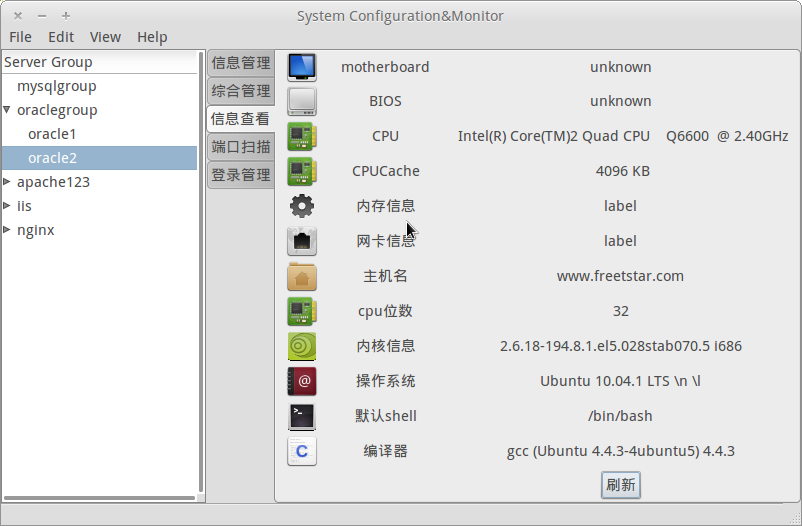 System Configuration&Monitor
File Edit View Help
Server Group
mysqlgroup
oraclegroup
oracle1
oracle2
apache123
iis
nginx
信息管理
综合管理
信息查看
端口扫描
登录管理
motherboard unknown
BIOS unknown
CPU Intel(R) Core(TM)2 Quad CPU Q6600 @ 2.40GHz
CPUCache 4096 KB
内存信息 label
网卡信息 label
主机名 www.freetstar.com
cpu位数 32
内核信息 2.6.18-194.8.1.el5.028stab070.5 i686
操作系统 Ubuntu 10.04.1 LTS \n \l
默认shell /bin/bash
编译器 gcc (Ubuntu 4.4.3-4ubuntu5) 4.4.3
刷新